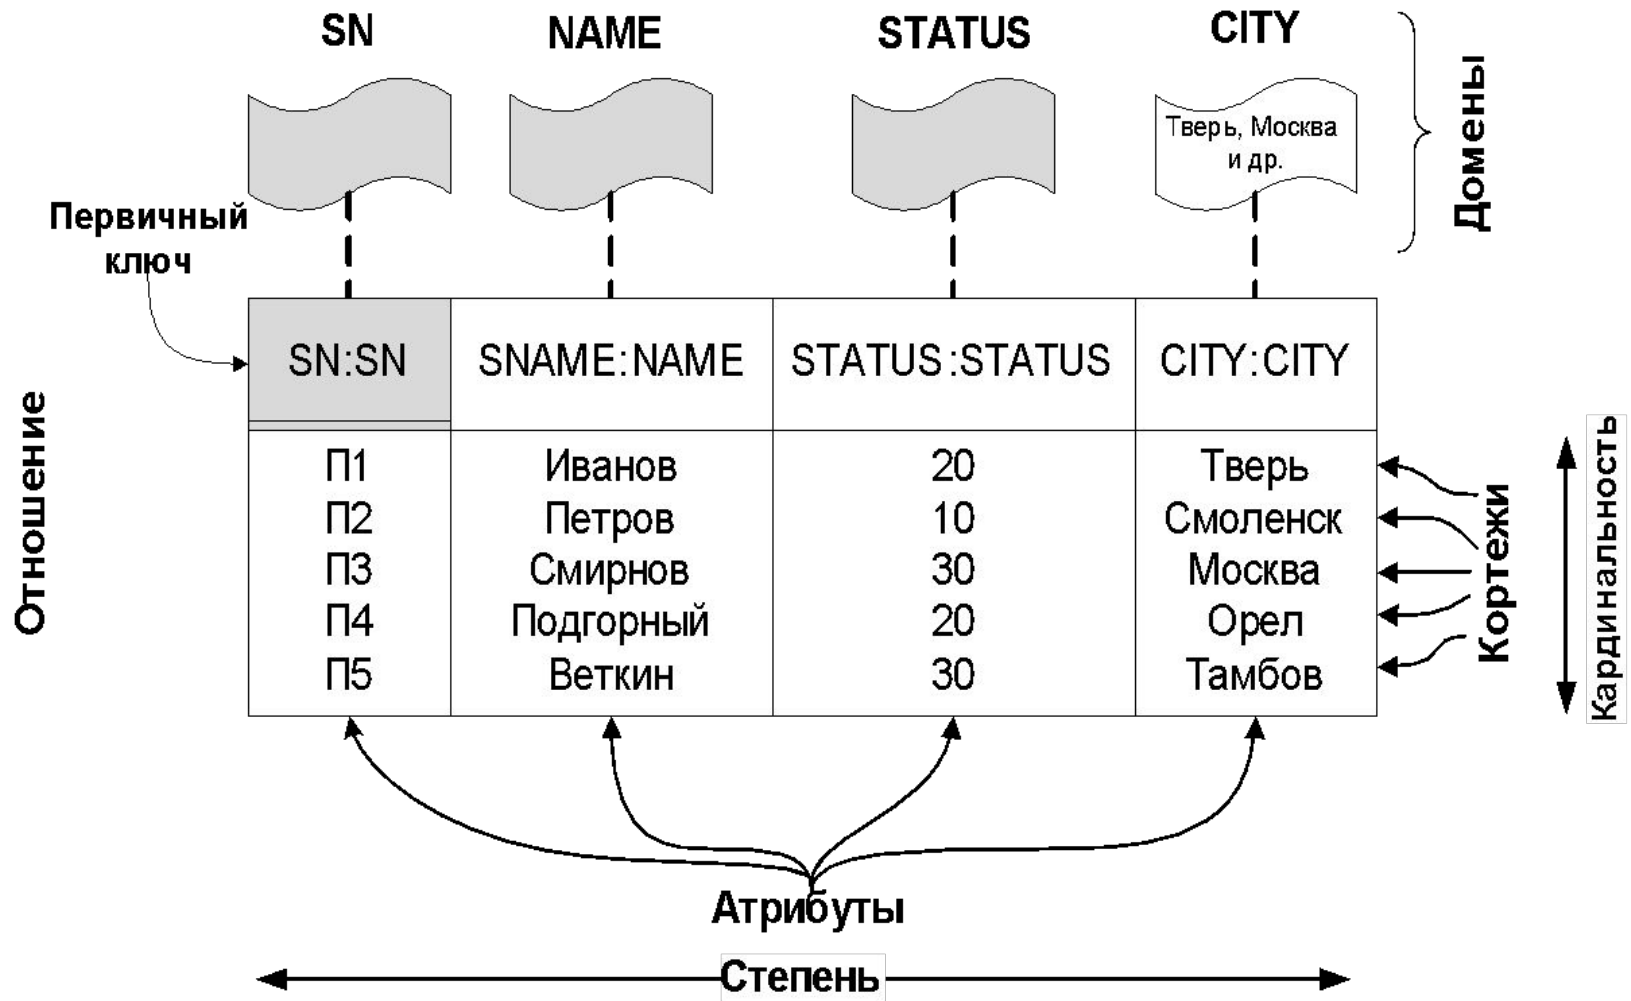 SN NAME STATUS CITY
Тверь, Москва
и др.
Домены
Первичный
ключ
SN:SN SNAME:NAME STATUS:STATUS CITY:CITY
Отношение
П1 Иванов 20 Тверь
П2 Петров 10 Смоленск
П3 Смирнов 30 Москва
П4 Подгорный 20 Орел
П5 Веткин 30 Тамбов
Кортежи
Кардинальность
Атрибуты
Степень